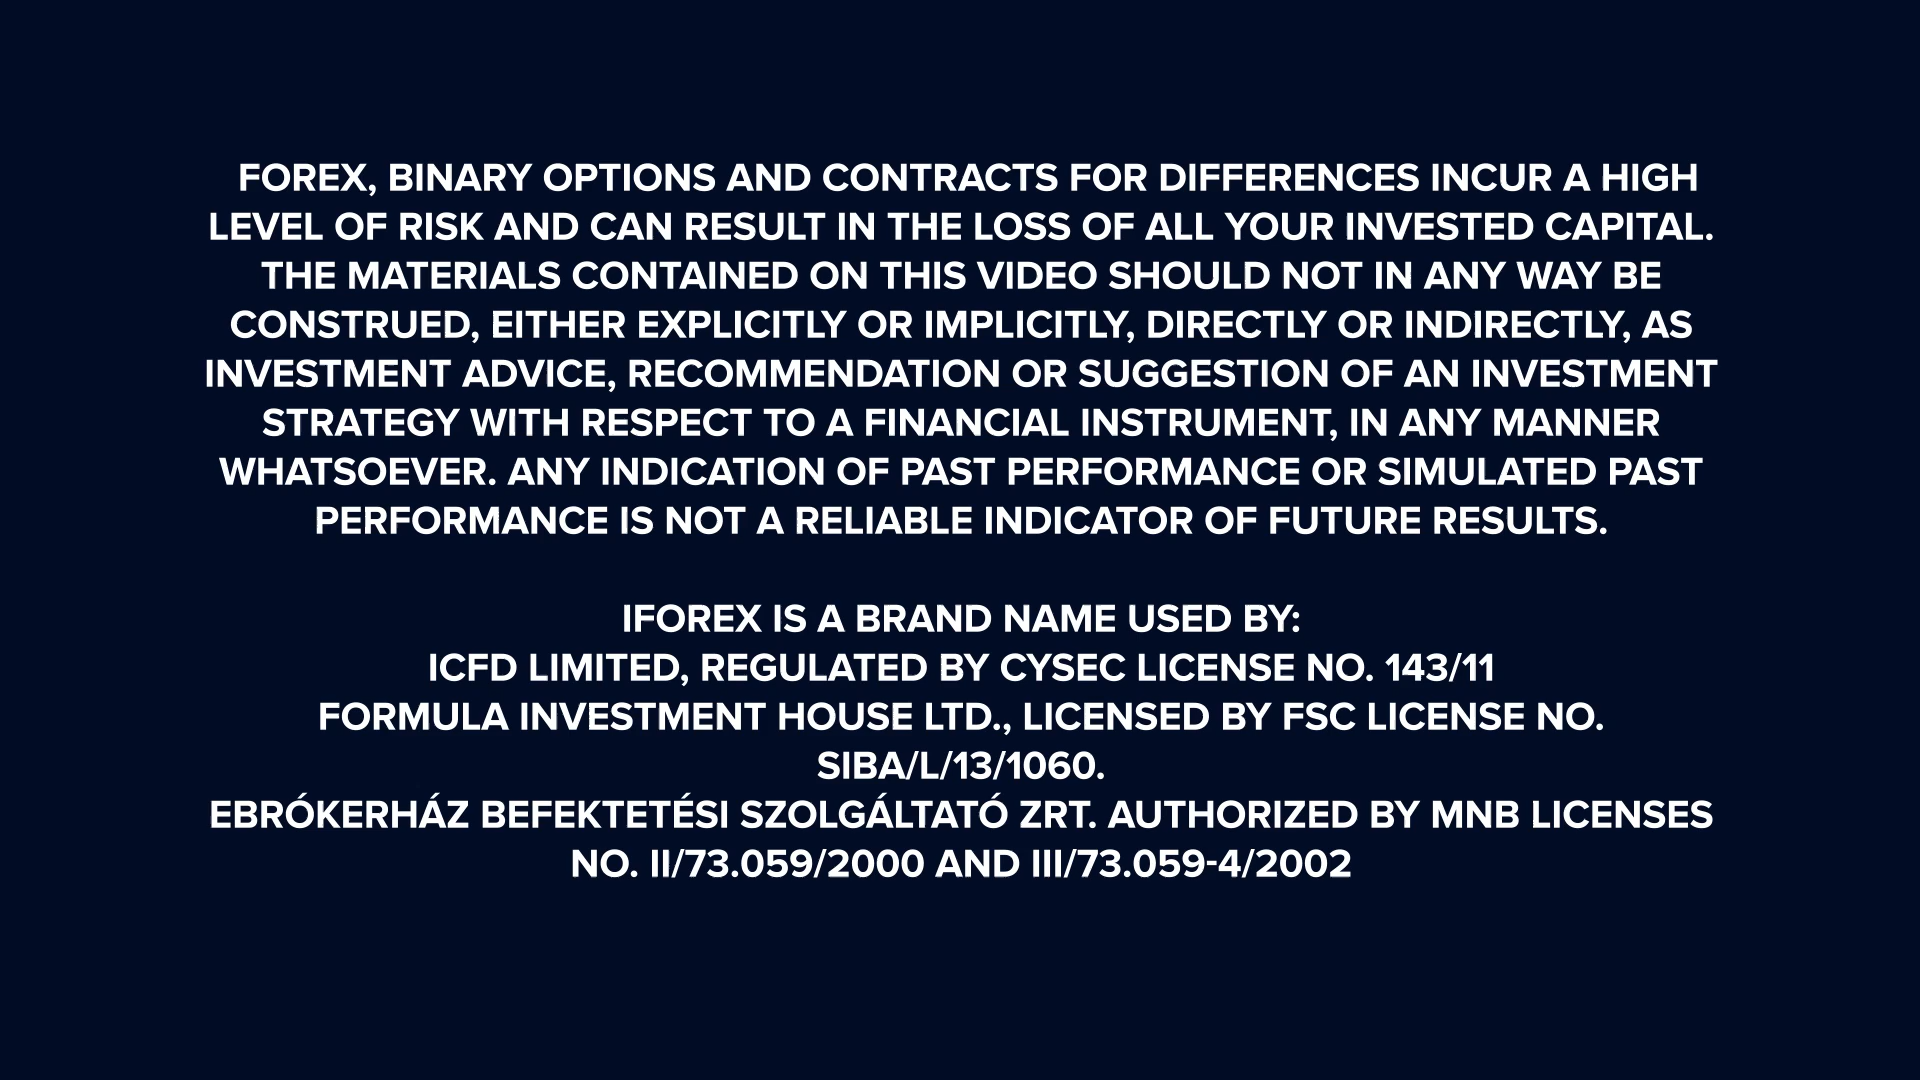 FOREX, BINARY OPTIONS AND CONTRACTS FOR DIFFERENCES INCUR A HIGH
LEVEL OF RISK AND CAN RESULT IN THE LOSS OF ALL YOUR INVESTED CAPITAL.
THE MATERIALS CONTAINED ON THIS VIDEO SHOULD NOT IN ANY WAY BE
CONSTRUED, EITHER EXPLICITLY OR IMPLICITLY, DIRECTLY OR INDIRECTLY, AS
INVESTMENT ADVICE, RECOMMENDATION OR SUGGESTION OF AN INVESTMENT
STRATEGY WITH RESPECT TO A FINANCIAL INSTRUMENT, IN ANY MANNER
WHATSOEVER. ANY INDICATION OF PAST PERFORMANCE OR SIMULATED PAST
PERFORMANCE IS NOT A RELIABLE INDICATOR OF FUTURE RESULTS.
IFOREX IS A BRAND NAME USED BY:
ICFD LIMITED, REGULATED BY CYSEC LICENSE NO. 143/11
FORMULA INVESTMENT HOUSE LTD., LICENSED BY FSC LICENSE NO.
SIBA/L/13/1060.
EBRÓKERHÁZ BEFEKTETÉSI SZOLGÁLTATÓ ZRT. AUTHORIZED BY MNB LICENSES
NO. II/73.059/2000 AND III/73.059-4/2002